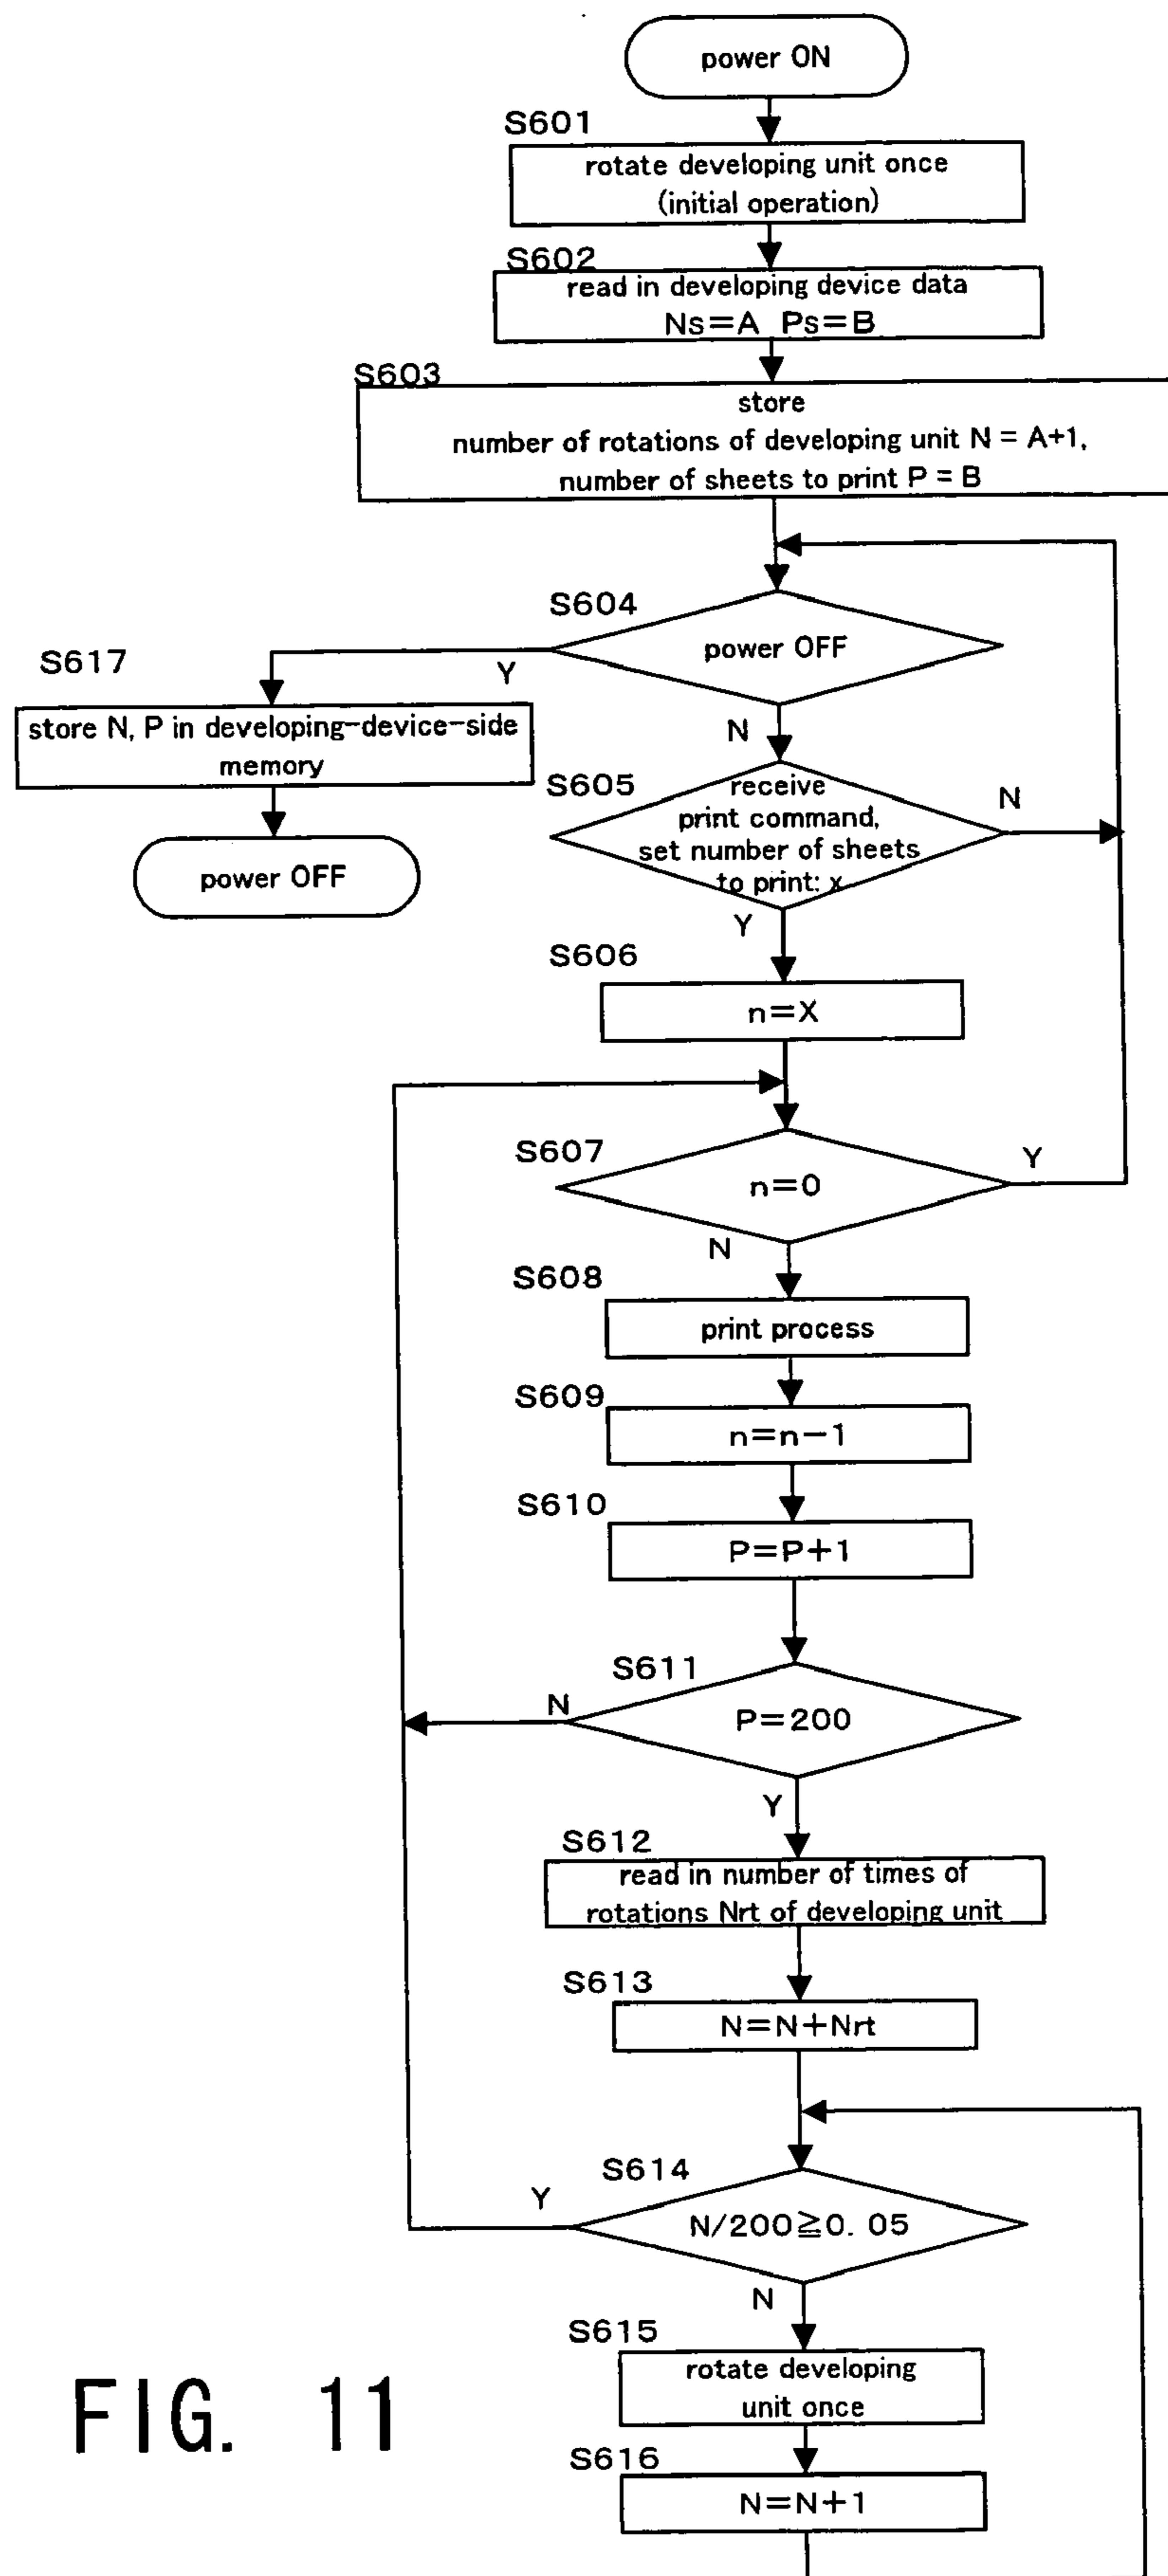 power ON
S601
rotate developing unit once
(initial operation)
S602
read in developing device data
Ns=A Ps=B
S603
store
number of rotations of developing unit N = A+1,
number of sheets to print P = B
S604
power OFF
Y
N
S617
store N, P in developing-device-side
memory
power OFF
S605
receive
print command,
set number of sheets
to print: x
N
Y
S606
n=X
S607
n=0
Y
N
S608
print process
S609
n=n-1
S610
P=P+1
S611
P=200
N
Y
S612
read in number of times of
rotations Nrt of developing unit
S613
N=N+Nrt
S614
N/200≧0. 05
Y
N
S615
rotate developing
unit once
S616
N=N+1
FIG. 11